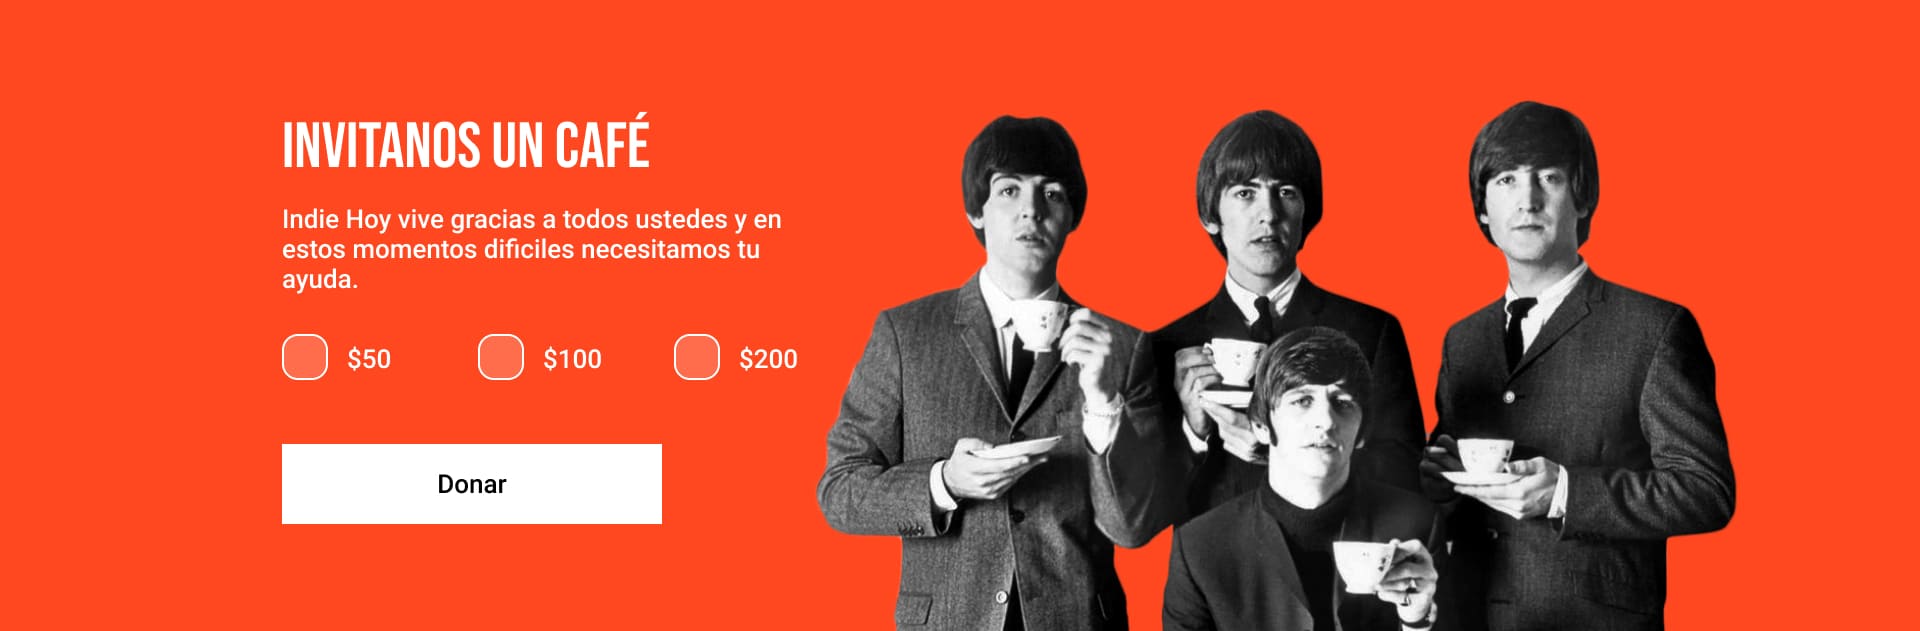 INVITANOS UN CAFÉ
Indie Hoy vive gracias a todos ustedes y en
estos momentos dificiles necesitamos tu
ayuda.
$50 $100 $200
Donar